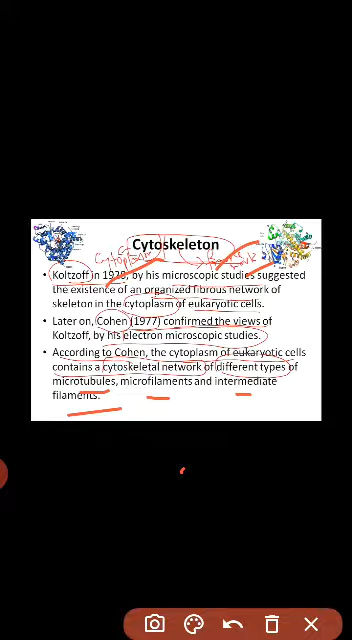 Cytoskeleton
• Koltzoff in 1928, by his microscopic studies suggested
the existence of an organized fibrous network of
skeleton in the cytoplasm of eukaryotic cells.
• Later on, Cohen (1977) confirmed the views of
Koltzoff, by his electron microscopic studies.
• According to Cohen, the cytoplasm of eukaryotic cells
contains a cytoskeletal network of different types of
microtubules, microfilaments and intermediate
filaments.